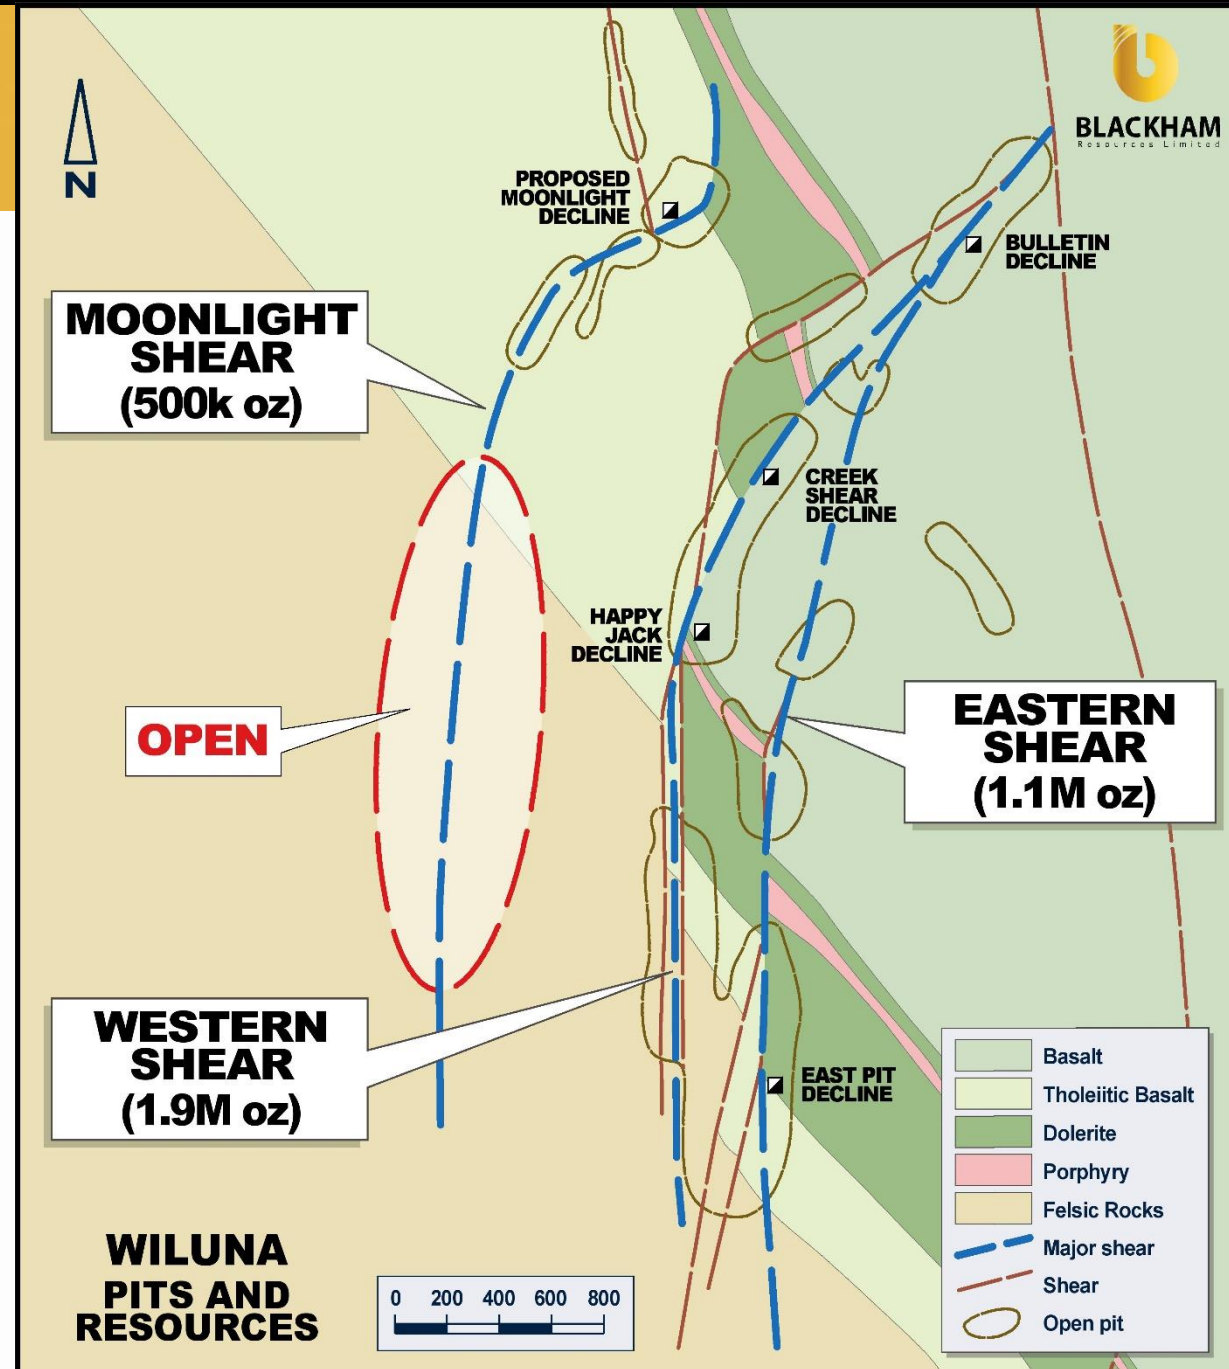 BLACKHAM
Resources Limited
N
PROPOSED
MOONLIGHT
DECLINE
BULLETIN
DECLINE
MOONLIGHT
SHEAR
(500k oz)
CREEK
SHEAR
DECLINE
HAPPY
JACK
DECLINE
OPEN
EASTERN
SHEAR
(1.1M oz)
WESTERN
SHEAR
(1.9M oz)
EAST PIT
DECLINE
WILUNA
PITS AND
RESOURCES
0 200 400 600 800
Basalt
Tholeiitic Basalt
Dolerite
Porphyry
Felsic Rocks
Major shear
Shear
Open pit